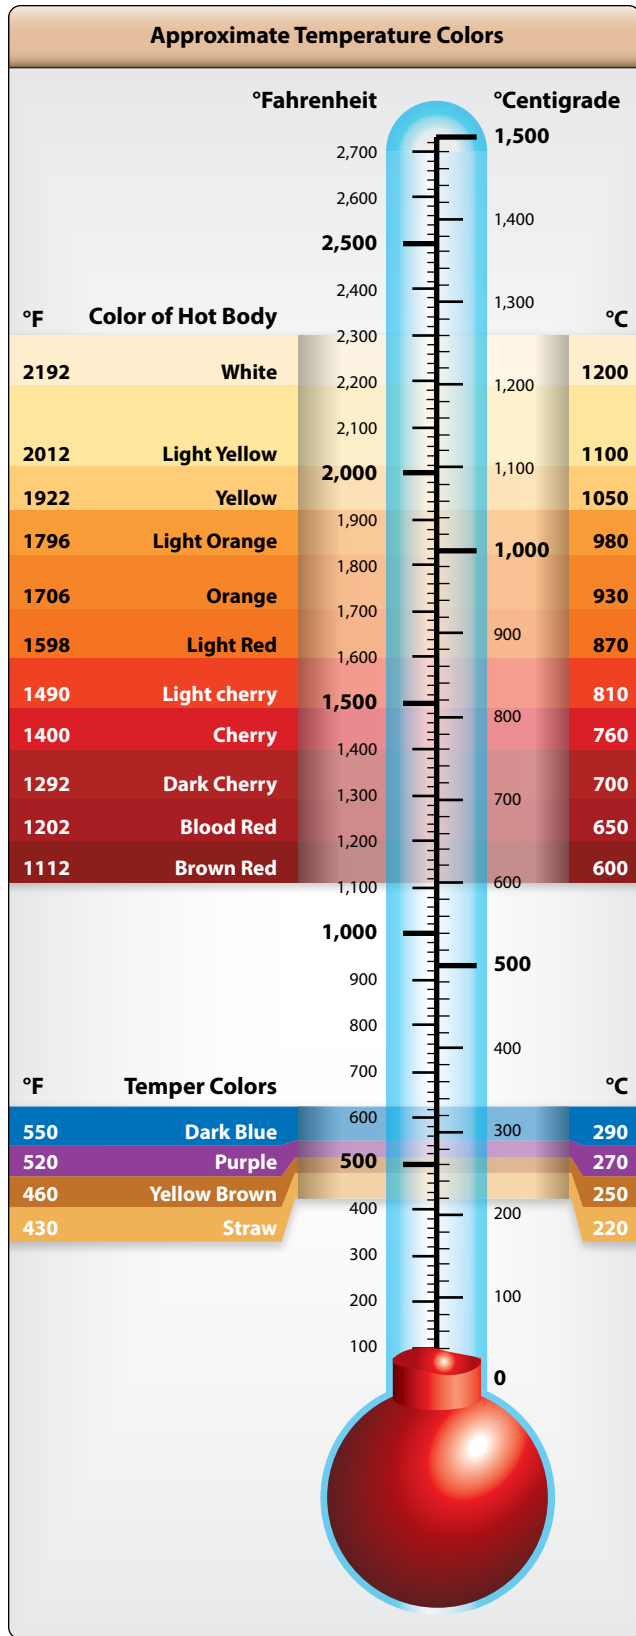 Approximate Temperature Colors
°Fahrenheit °Centigrade
1,500
2,700
2,600
1,400
2,500
2,400
1,300
°F Color of Hot Body °C
2,300
2192 White 1200
2,200
1,200
2,100
2012 Light Yellow 1100
1,100
2,000
1922 Yellow 1050
1,900
1796 Light Orange 980
1,000
1,800
1706 Orange 930
1,700
900
1598 Light Red 870
1,600
1490 Light cherry 810
1,500
800
1400 Cherry 760
1,400
1292 Dark Cherry 700
1,300
700
1202 Blood Red 650
1,200
1112 Brown Red 600
600
1,100
1,000
500
900
800
400
700
°F Temper Colors °C
600
550 Dark Blue 290
300
520 Purple 270
500
460 Yellow Brown 250
400
200
430 Straw 220
300
100
200
100
0